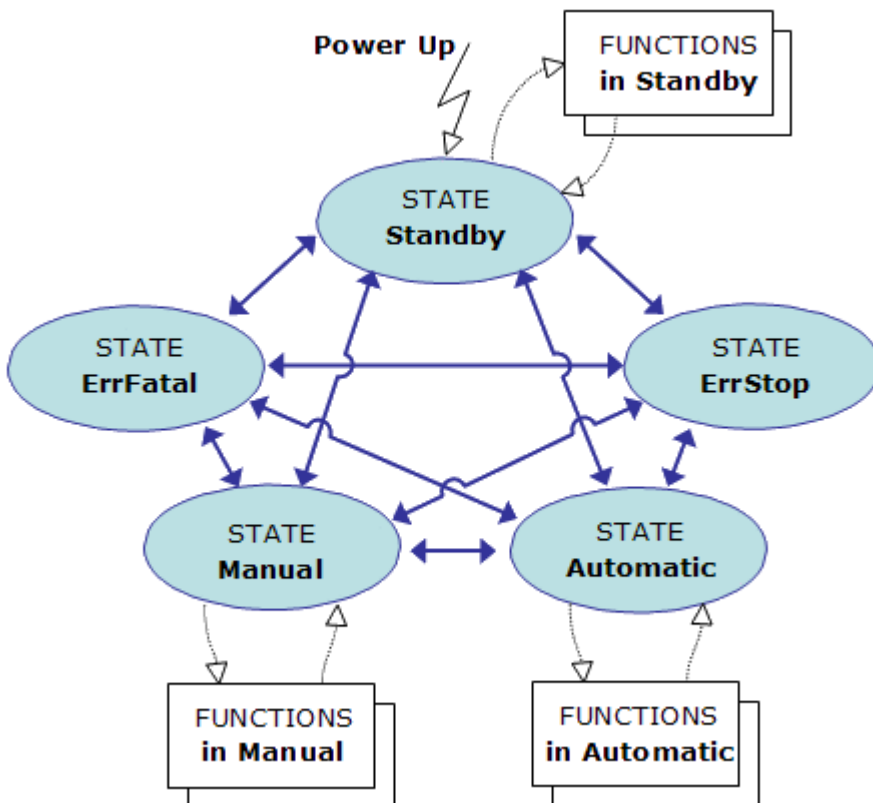 Power Up
FUNCTIONS
in Standby
STATE
Standby
STATE
ErrFatal
STATE
ErrStop
STATE
Manual
STATE
Automatic
FUNCTIONS
in Manual
FUNCTIONS
in Automatic